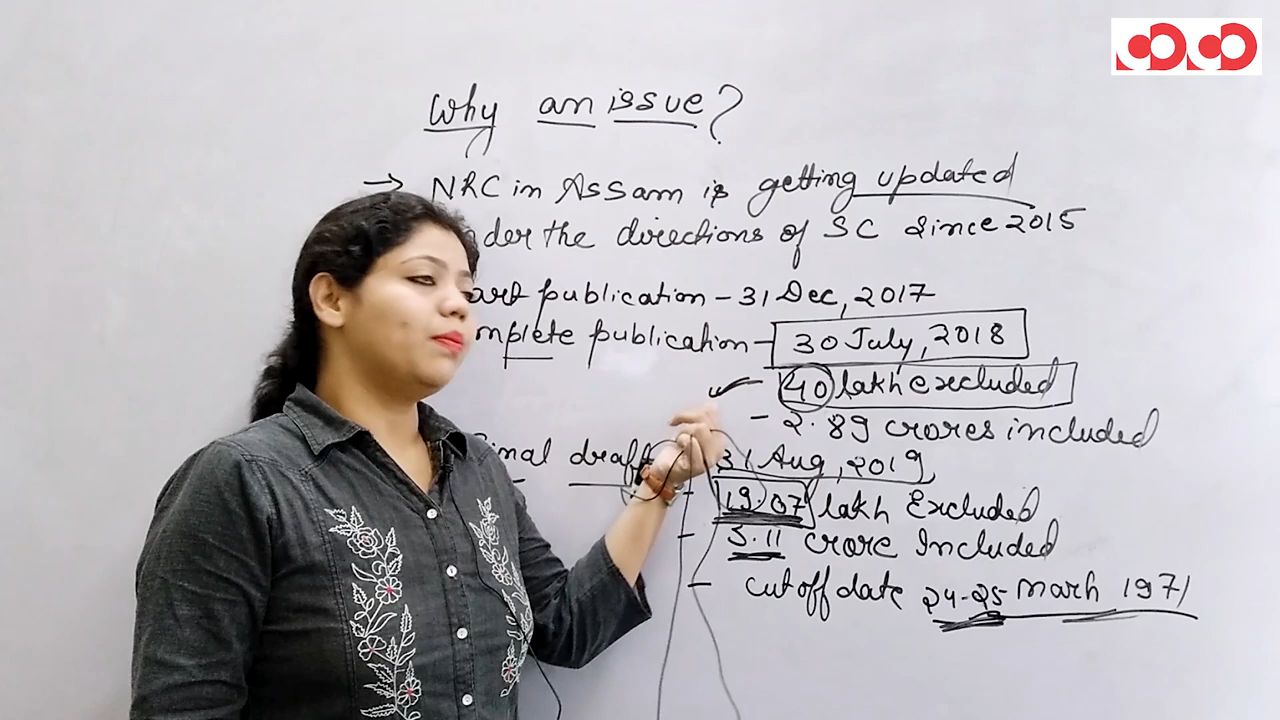 Why an issue?
→ NRC in Assam is getting updated
der the directions of SC since 2015
art publication - 31 Dec, 2017
mplete publication - 30 July, 2018
- 40 lakh excluded
- 2.89 crores included
inal draft 31 Aug, 2019
- 19.07 lakh Excluded
- 3.11 crore Included
- cut off date 24-25 March 1971